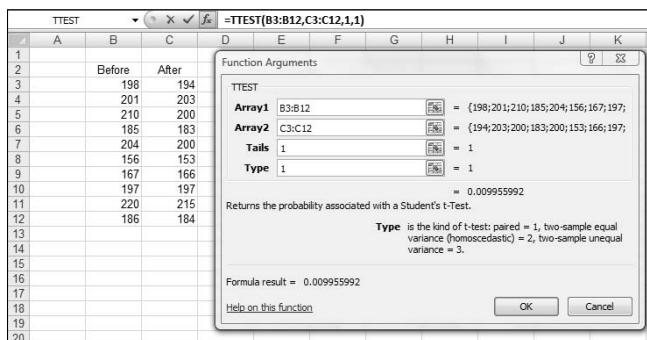 TTEST =TTEST(B3:B12,C3:C12,1,1)
A B C D E F G H I J K
1
2 Before After
3 198 194
4 201 203
5 210 200
6 185 183
7 204 200
8 156 153
9 167 166
10 197 197
11 220 215
12 186 184
13
14
15
16
17
18
19
20
Function Arguments
TTEST
Array1 B3:B12 = {198;201;210;185;204;156;167;197;
Array2 C3:C12 = {194;203;200;183;200;153;166;197;
Tails 1 = 1
Type 1 = 1
= 0.009955992
Returns the probability associated with a Student's t-Test.
Type is the kind of t-test: paired = 1, two-sample equal
variance (homoscedastic) = 2, two-sample unequal
variance = 3.
Formula result = 0.009955992
Help on this function OK Cancel